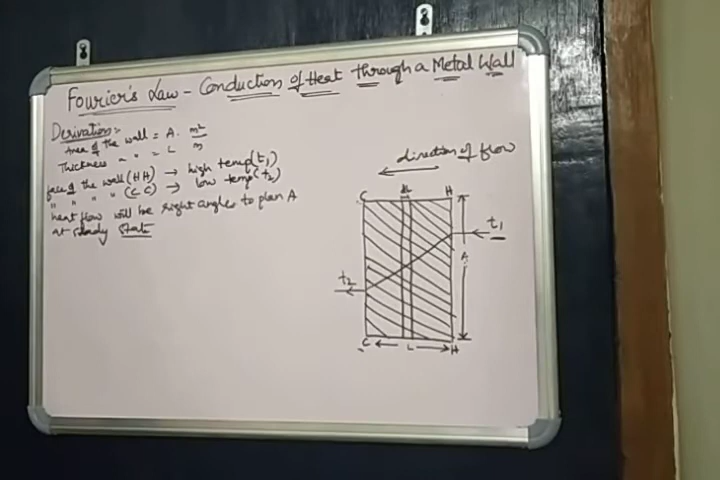 Fourier's Law - Conduction of Heat through a Metal Wall
Derivation:-
Area of the wall = A. m²
Thickness " " = L m
face of the wall (HH) → high temp(t₁)
" " " " (C C) → low temp(t₂)
heat flow will be right angles to plan A
at steady state
direction of flow
C H
t₁
A
t₂
C ← L → H